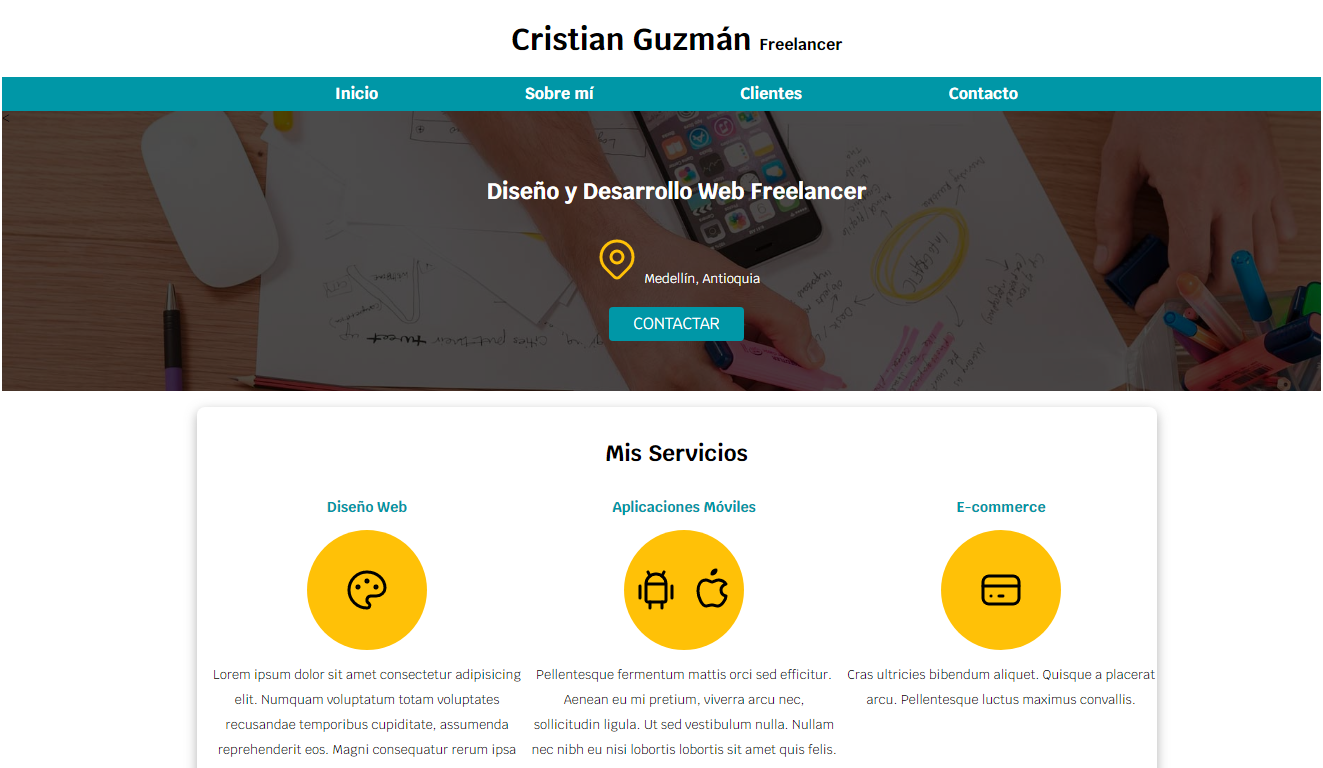 Cristian Guzmán Freelancer
Inicio Sobre mí Clientes Contacto
<
Diseño y Desarrollo Web Freelancer
Medellín, Antioquia
CONTACTAR
Mis Servicios
Diseño Web Aplicaciones Móviles E-commerce
Lorem ipsum dolor sit amet consectetur adipisicing
elit. Numquam voluptatum totam voluptates
recusandae temporibus cupiditate, assumenda
reprehenderit eos. Magni consequatur rerum ipsa
Pellentesque fermentum mattis orci sed efficitur.
Aenean eu mi pretium, viverra arcu nec,
sollicitudin ligula. Ut sed vestibulum nulla. Nullam
nec nibh eu nisi lobortis lobortis sit amet quis felis.
Cras ultricies bibendum aliquet. Quisque a placerat
arcu. Pellentesque luctus maximus convallis.